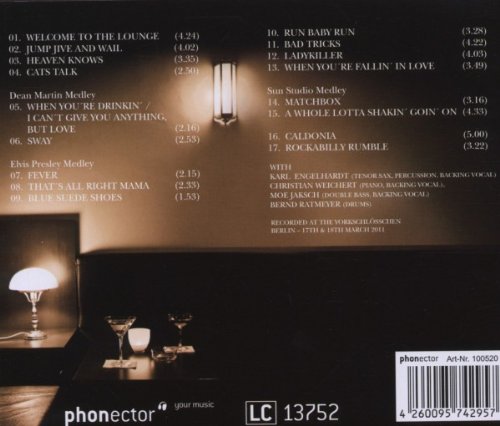 01. WELCOME TO THE LOUNGE (4.24)
02. JUMP JIVE AND WAIL (4.02)
03. HEAVEN KNOWS (3.35)
04. CATS TALK (2.50)
Dean Martin Medley
05. WHEN YOU´RE DRINKIN´ /
I CAN´T GIVE YOU ANYTHING,
BUT LOVE (2.16)
06. SWAY (2.53)
Elvis Presley Medley
07. FEVER (2.15)
08. THAT´S ALL RIGHT MAMA (2.33)
09. BLUE SUEDE SHOES (1.53)
10. RUN BABY RUN (3.28)
11. BAD TRICKS (4.22)
12. LADYKILLER (4.03)
13. WHEN YOU´RE FALLIN´ IN LOVE (3.49)
Sun Studio Medley
14. MATCHBOX (3.16)
15. A WHOLE LOTTA SHAKIN´ GOIN´ ON (4.33)
16. CALDONIA (5.00)
17. ROCKABILLY RUMBLE (3.22)
WITH
KARL ENGELHARDT (TENOR SAX, PERCUSSION, BACKING VOCAL)
CHRISTIAN WEICHERT (PIANO, BACKING VOCAL),
MOE JAKSCH (DOUBLE BASS, BACKING VOCAL)
BERND RATMEYER (DRUMS)
RECORDED AT THE YORKSCHLÖSSCHEN
BERLIN – 17TH & 18TH MARCH 2011
phonector your music
LC 13752
phonector Art-Nr. 100520
4 260095 742957